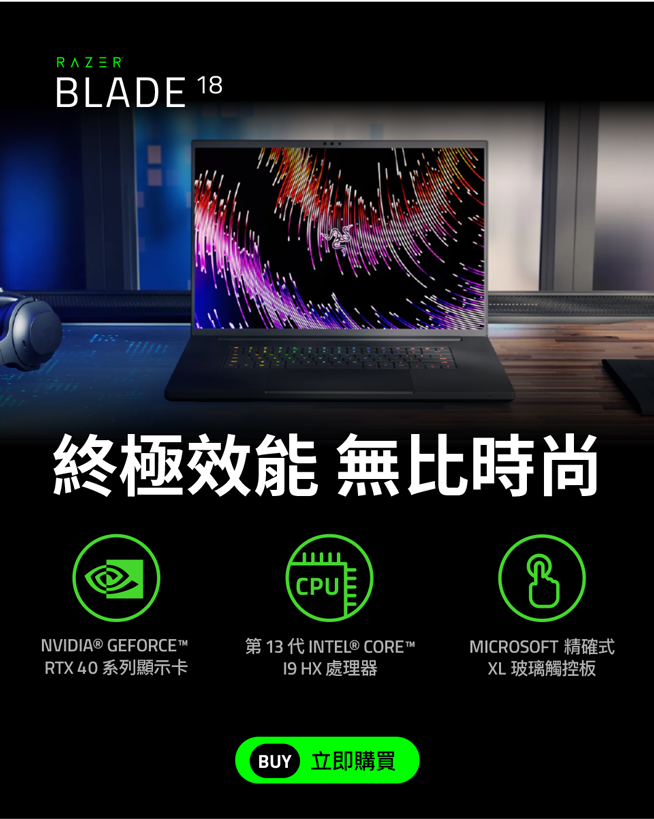 RAZER
BLADE 18
終極效能 無比時尚
CPU
NVIDIA® GEFORCE™
RTX 40 系列顯示卡
第 13 代 INTEL® CORE™
I9 HX 處理器
MICROSOFT 精確式
XL 玻璃觸控板
BUY 立即購買